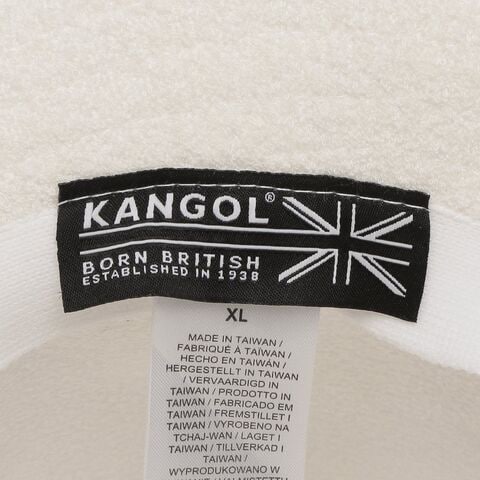 KANGOL®
BORN BRITISH
ESTABLISHED IN 1938
XL
MADE IN TAIWAN /
FABRIQUÉ À TAÏWAN /
HECHO EN TAIWÁN /
HERGESTELLT IN TAIWAN
/ VERVAARDIGD IN
TAIWAN / PRODOTTO IN
TAIWAN / FABRICADO EM
TAIWAN / FREMSTILLET I
TAIWAN / VYROBENO NA
TCHAJ-WAN / LAGET I
TAIWAN / TILLVERKAD I
TAIWAN /
WYPRODUKOWANO W